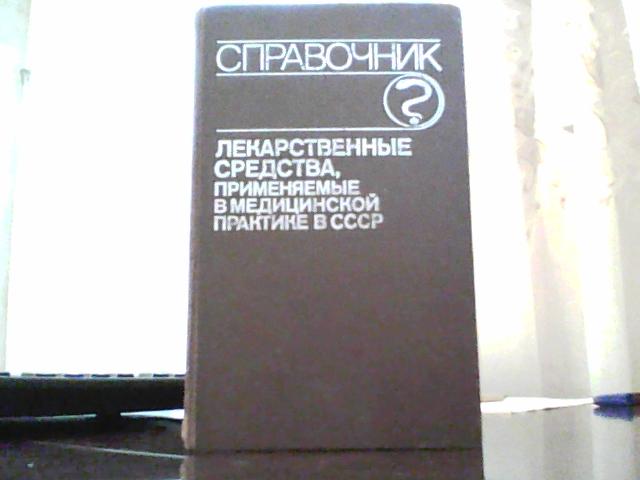 СПРАВОЧНИК
?
ЛЕКАРСТВЕННЫЕ
СРЕДСТВА,
ПРИМЕНЯЕМЫЕ
В МЕДИЦИНСКОЙ
ПРАКТИКЕ В СССР